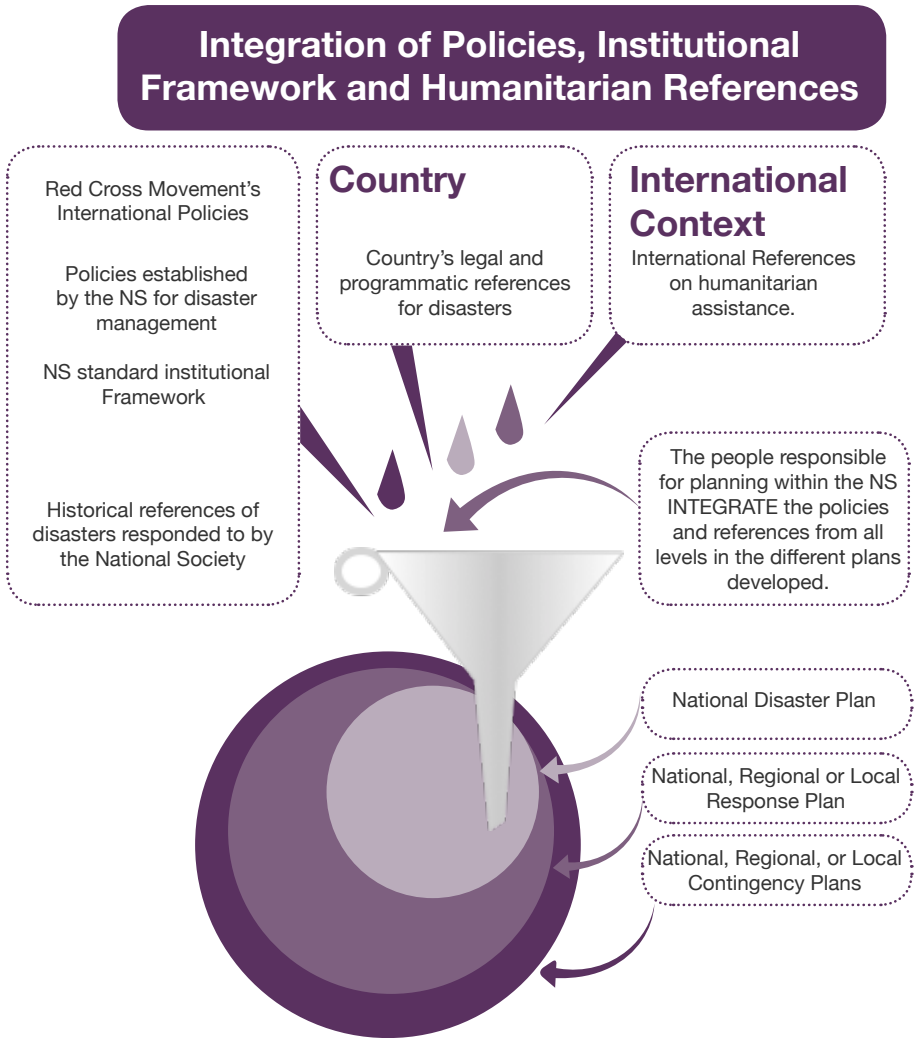 Integration of Policies, Institutional
Framework and Humanitarian References
Red Cross Movement’s
International Policies
Policies established
by the NS for disaster
management
NS standard institutional
Framework
Historical references of
disasters responded to by
the National Society
Country
Country’s legal and
programmatic references
for disasters
International
Context
International References
on humanitarian
assistance.
The people responsible
for planning within the NS
INTEGRATE the policies
and references from all
levels in the different plans
developed.
National Disaster Plan
National, Regional or Local
Response Plan
National, Regional, or Local
Contingency Plans